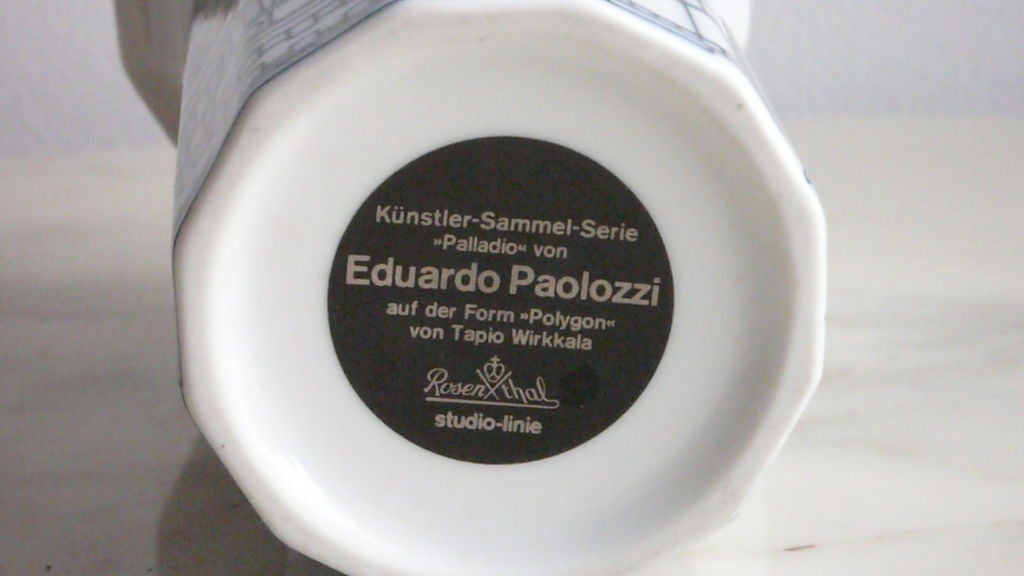 Künstler-Sammel-Serie
»Palladio« von
Eduardo Paolozzi
auf der Form »Polygon«
von Tapio Wirkkala
Rosenthal
studio-linie